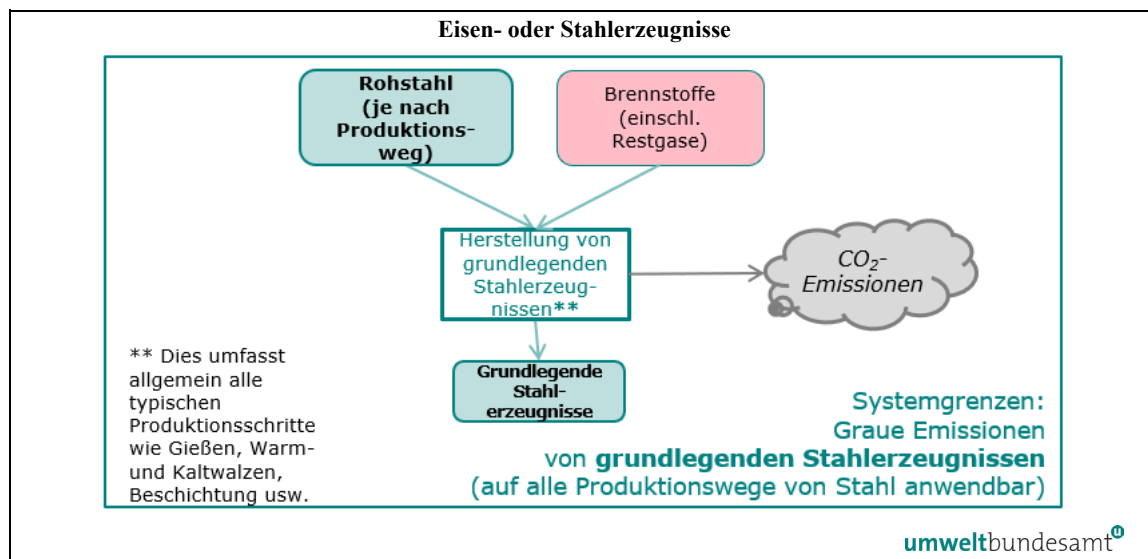 Eisen- oder Stahlerzeugnisse
Rohstahl
(je nach
Produktions-
weg)
Brennstoffe
(einschl.
Restgase)
Herstellung von
grundlegenden
Stahlerzeug-
nissen**
CO₂-
Emissionen
Grundlegende
Stahl-
erzeugnisse
** Dies umfasst
allgemein alle
typischen
Produktionsschritte
wie Gießen, Warm-
und Kaltwalzen,
Beschichtung usw.
Systemgrenzen:
Graue Emissionen
von grundlegenden Stahlerzeugnissen
(auf alle Produktionswege von Stahl anwendbar)
umweltbundesamt u